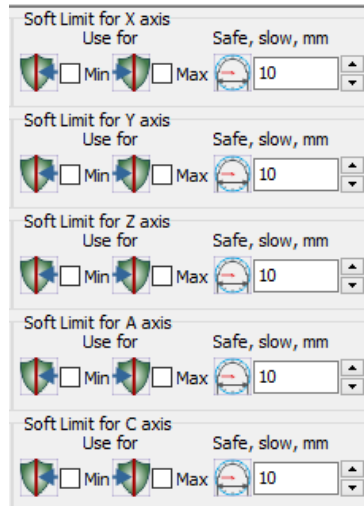 Soft Limit for X axis
Use for Safe, slow, mm
Min Max 10
Soft Limit for Y axis
Use for Safe, slow, mm
Min Max 10
Soft Limit for Z axis
Use for Safe, slow, mm
Min Max 10
Soft Limit for A axis
Use for Safe, slow, mm
Min Max 10
Soft Limit for C axis
Use for Safe, slow, mm
Min Max 10